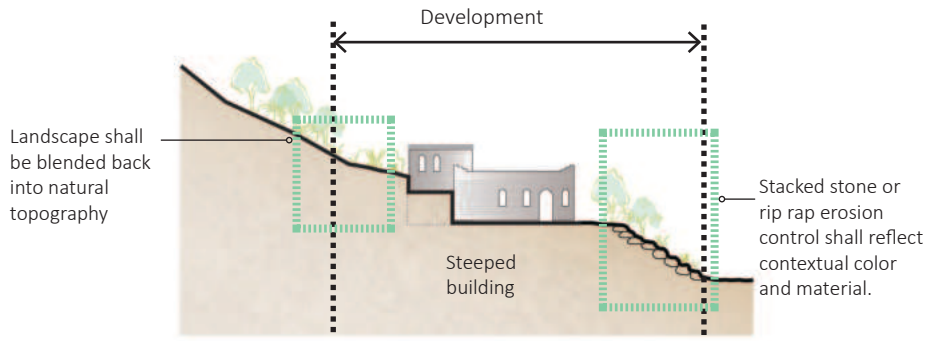 Development
Landscape shall
be blended back
into natural
topography
Stacked stone or
rip rap erosion
control shall reflect
contextual color
and material.
Steeped
building